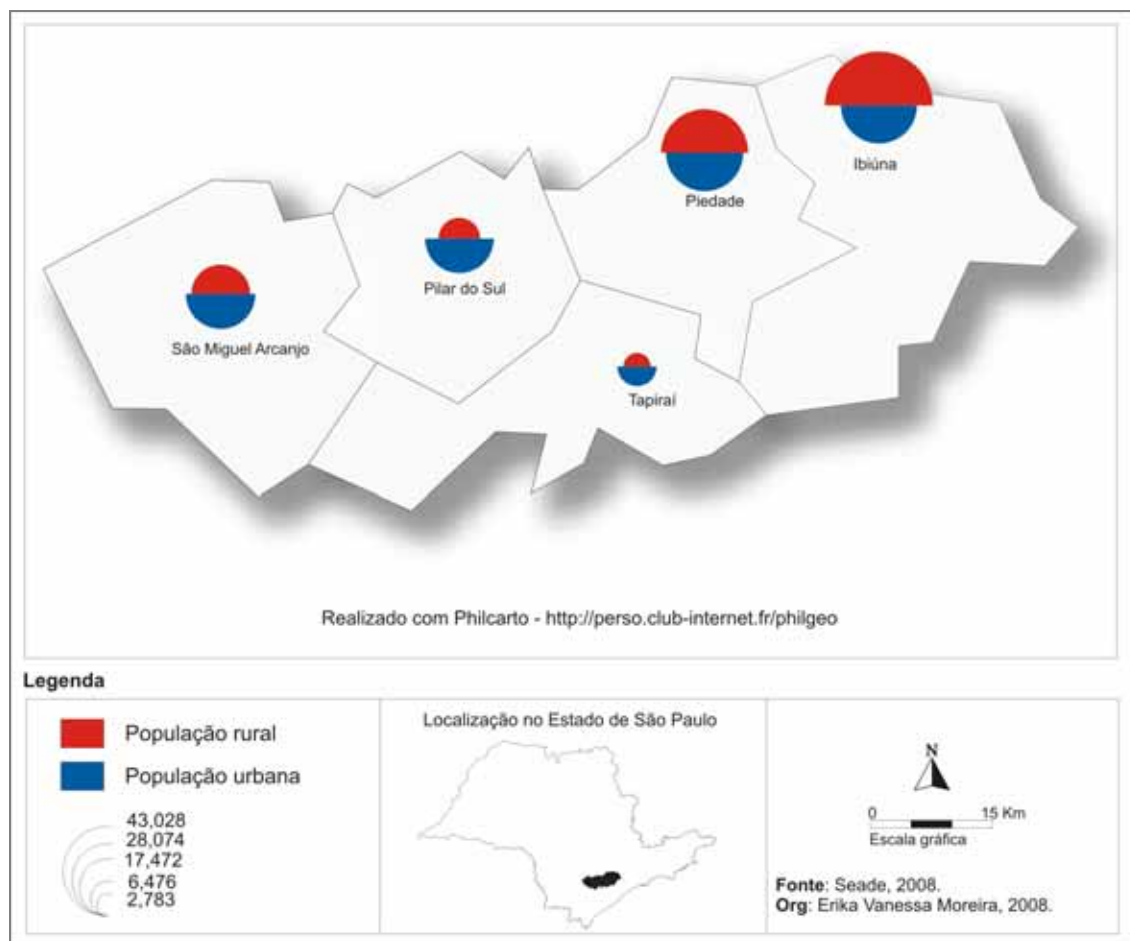 Ibiúna
Piedade
Pilar do Sul
São Miguel Arcanjo
Tapiraí
Realizado com Philcarto - http://perso.club-internet.fr/philgeo
Legenda
População rural
População urbana
43,028
28,074
17,472
6,476
2,783
Localização no Estado de São Paulo
N
0 15 Km
Escala gráfica
Fonte: Seade, 2008.
Org: Erika Vanessa Moreira, 2008.